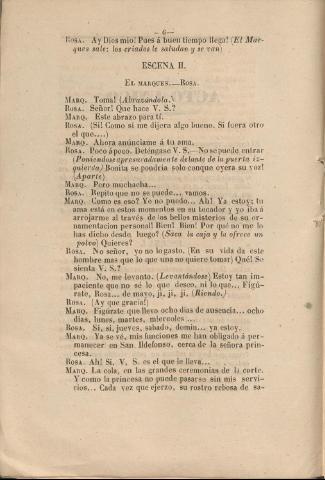 — 6—
ROSA. Ay Dios mio! Pues á buen tiempo llega! (El Mar-
ques sale: los criados le saludan y se van)
ESCENA II.
EL MARQUES.—ROSA.
MARQ. Toma! (Abrazándola.)
ROSA. Señor! Que hace V. S.?
MARQ. Este abrazo para tí.
ROSA. (Si! Como si me dijera algo bueno. Si fuera otro
el que....)
MARQ. Ahora anúnciame á tu ama.
ROSA. Poco ápoco. Deténgase V. S.—No se puede entrar
(Poniéndose apresuradamente delante de la puerta iz-
quierda) Bonita se pondria solo conque oyera su voz!
(Aparte)
MARQ. Pero muchacha...
ROSA. Repito que no se puede... vamos.
MARQ. Como es eso? Yo no puedo... Ah! Ya estoy; tu
ama está en estos momentos en su tocador y yo iba á
arrojarme al través de los bellos misterios de su or-
namentacion personal! Bien! Bien! Por qué no me lo
has dicho desde luego? (Saca la caja y le ofrece un
polvo) Quieres?
ROSA. No señor, yo no lo gasto. (En su vida da este
hombre mas que lo que una no quiere tomar) Qué! Se
sienta V. S.?
MARQ. No, me levanto. (Levantándose) Estoy tan im-
paciente que no sé lo que deseo, ni lo que... Figú-
rate, Rosa... de mayo, ji, ji, ji. (Riendo.)
ROSA. (Ay que gracia!)
MARQ. Figúrate que llevo ocho dias de ausencia... ocho
dias, lunes, martes, miercoles ....
ROSA. Si, si, jueves, sabado, domin... ya estoy.
MARQ. Ya se vé, mis funciones me han obligado á per-
manecer en San Ildefonso, cerca de la señora prin-
cesa.
ROSA. Ah! Si, V. S. es el que le lleva...
MARQ. La cola, en las grandes ceremonias de la corte.
Y como la princesa no puede pasarse sin mis servi-
rios... Cada vez que ejerzo, su rostro rebosa de sa-